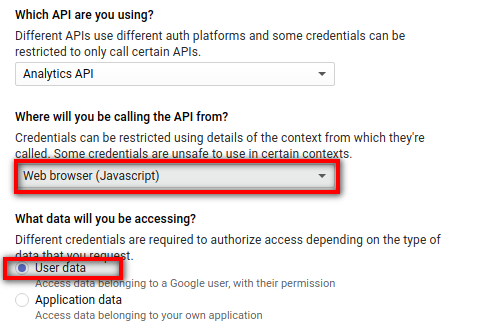 Which API are you using?
Different APIs use different auth platforms and some credentials can be
restricted to only call certain APIs.
Analytics API
Where will you be calling the API from?
Credentials can be restricted using details of the context from which they're
called. Some credentials are unsafe to use in certain contexts.
Web browser (Javascript)
What data will you be accessing?
Different credentials are required to authorize access depending on the type of
data that you request.
User data
Access data belonging to a Google user, with their permission
Application data
Access data belonging to your own application